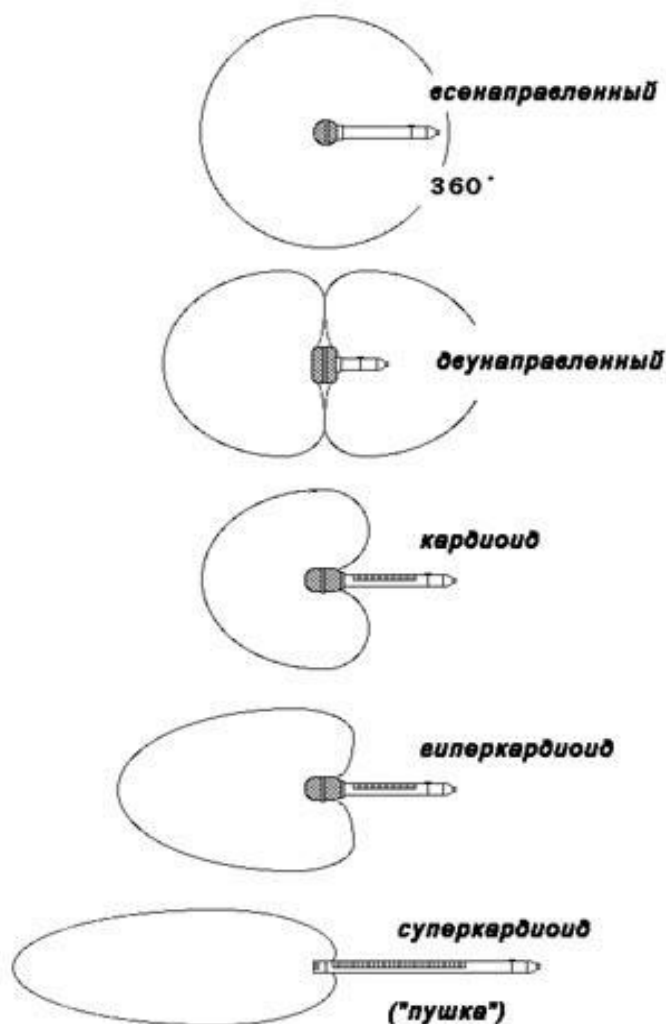 всенаправленный
360°
двунаправленный
кардиоид
гиперкардиоид
суперкардиоид
("пушка")